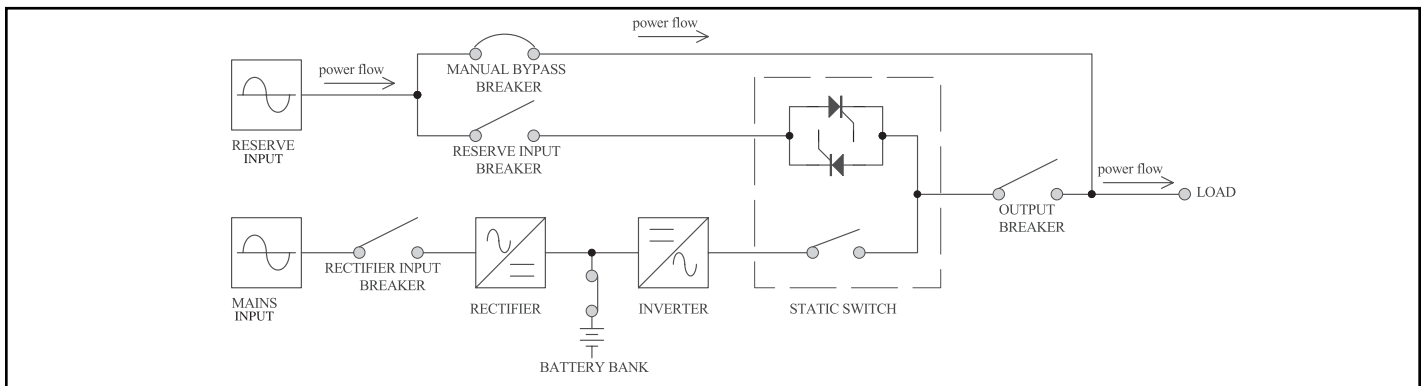 power flow
power flow
MANUAL BYPASS
BREAKER
RESERVE
INPUT
RESERVE INPUT
BREAKER
power flow
LOAD
OUTPUT
BREAKER
RECTIFIER INPUT
BREAKER
MAINS
INPUT
RECTIFIER
INVERTER
STATIC SWITCH
BATTERY BANK